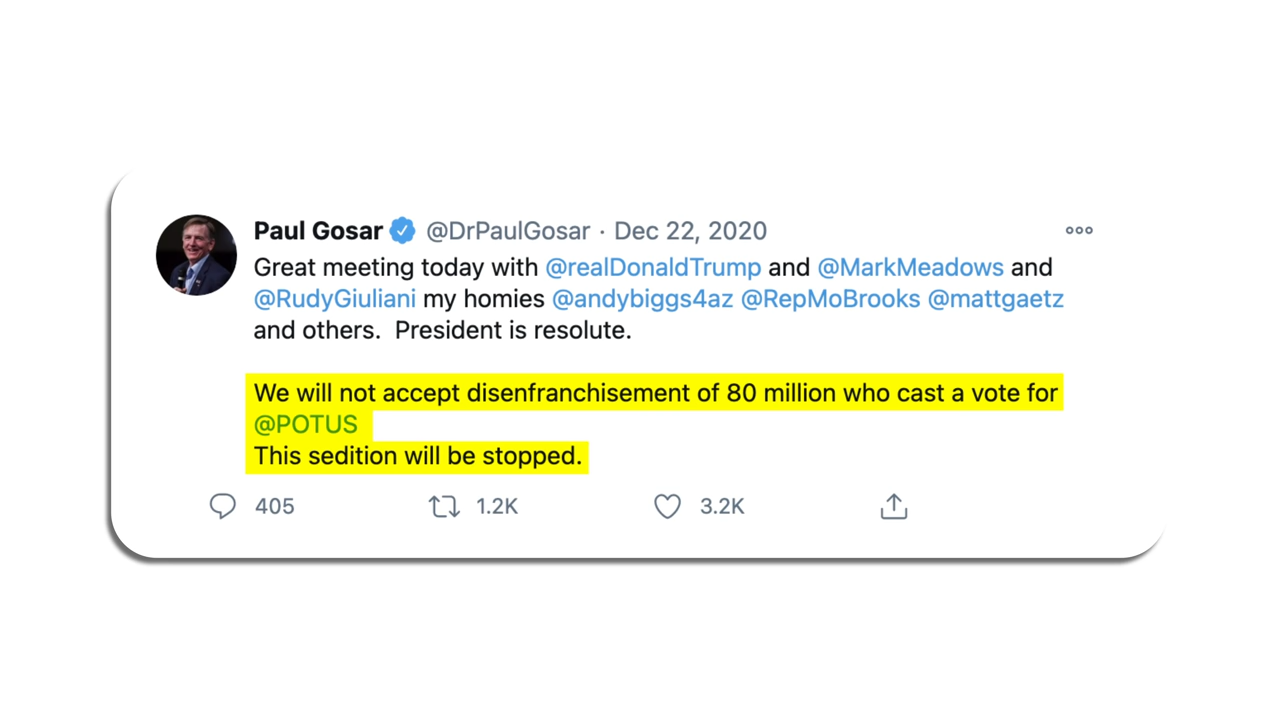 Paul Gosar @DrPaulGosar · Dec 22, 2020
Great meeting today with @realDonaldTrump and @MarkMeadows and
@RudyGiuliani my homies @andybiggs4az @RepMoBrooks @mattgaetz
and others.  President is resolute.
We will not accept disenfranchisement of 80 million who cast a vote for
@POTUS
This sedition will be stopped.
405 1.2K 3.2K